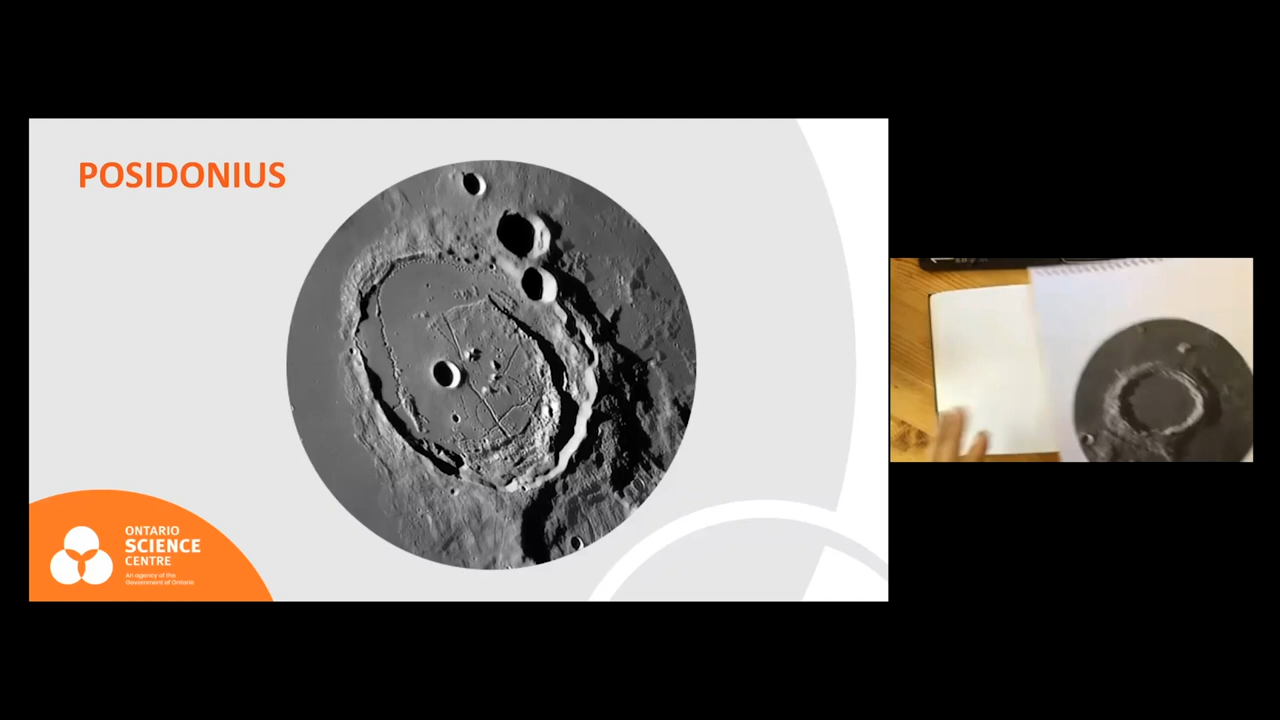 POSIDONIUS
ONTARIO
SCIENCE
CENTRE
An agency of the
Government of Ontario